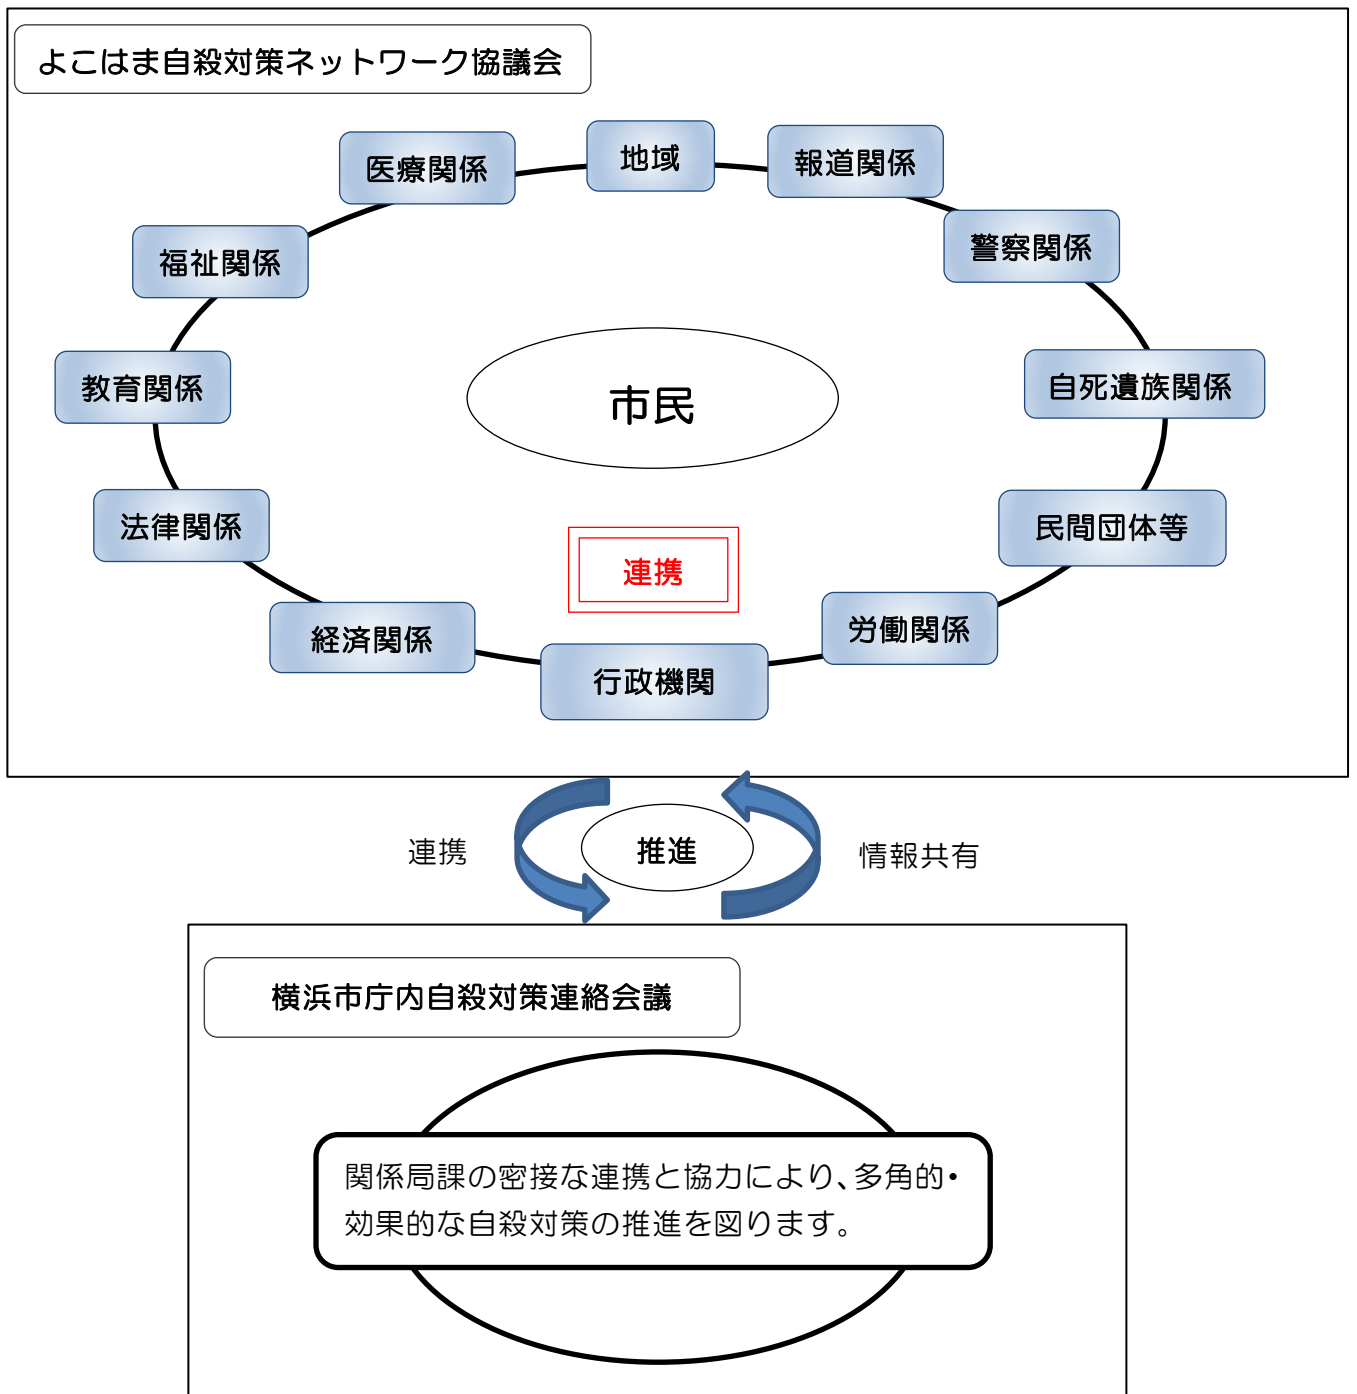 よこはま自殺対策ネットワーク協議会
地域
報道関係
医療関係
警察関係
福祉関係
自死遺族関係
教育関係
市民
法律関係
民間団体等
連携
労働関係
経済関係
行政機関
連携
推進
情報共有
横浜市庁内自殺対策連絡会議
関係局課の密接な連携と協力により、多角的・
効果的な自殺対策の推進を図ります。